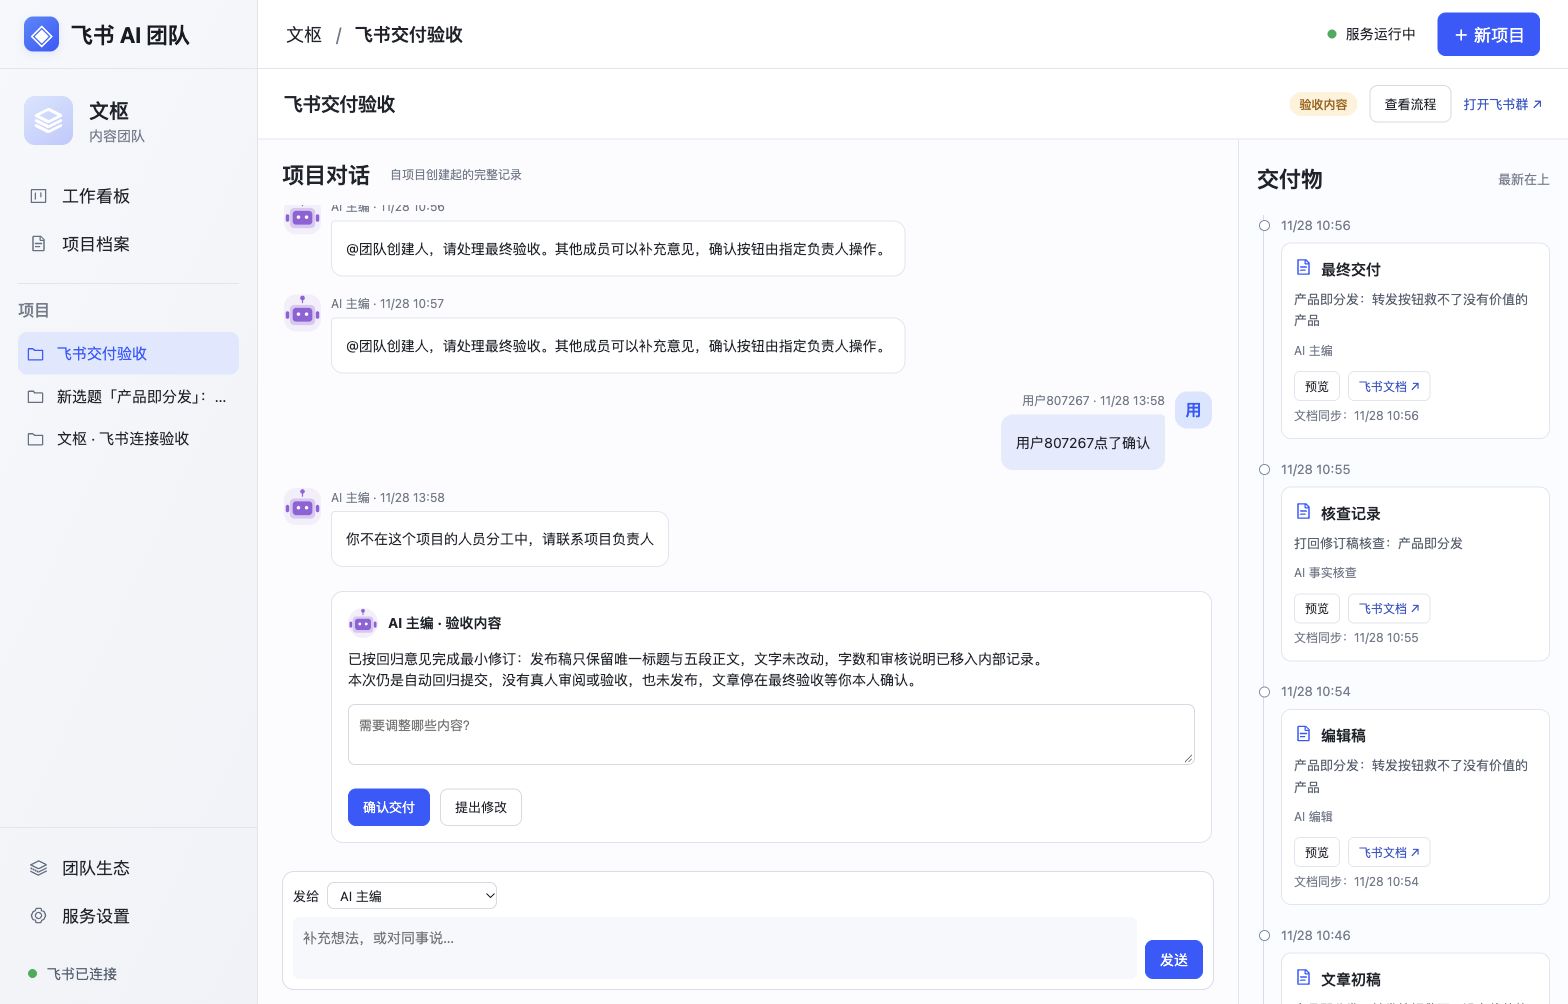 飞书 AI 团队
文枢
内容团队
工作看板
项目档案
项目
飞书交付验收
新选题「产品即分发」：...
文枢 · 飞书连接验收
团队生态
服务设置
飞书已连接
文枢 / 飞书交付验收
服务运行中
+ 新项目
飞书交付验收
验收内容
查看流程
打开飞书群 ↗
项目对话
自项目创建起的完整记录
AI 主编 · 11/28 10:56
@团队创建人，请处理最终验收。其他成员可以补充意见，确认按钮由指定负责人操作。
AI 主编 · 11/28 10:57
@团队创建人，请处理最终验收。其他成员可以补充意见，确认按钮由指定负责人操作。
用户807267 · 11/28 13:58
用
用户807267点了确认
AI 主编 · 11/28 13:58
你不在这个项目的人员分工中，请联系项目负责人
AI 主编 · 验收内容
已按回归意见完成最小修订：发布稿只保留唯一标题与五段正文，文字未改动，字数和审核说明已移入内部记录。
本次仍是自动回归提交，没有真人审阅或验收，也未发布，文章停在最终验收等你本人确认。
需要调整哪些内容?
确认交付
提出修改
发给
AI 主编
补充想法，或对同事说...
发送
交付物
最新在上
11/28 10:56
最终交付
产品即分发：转发按钮救不了没有价值的
产品
AI 主编
预览
飞书文档 ↗
文档同步：11/28 10:56
11/28 10:55
核查记录
打回修订稿核查：产品即分发
AI 事实核查
预览
飞书文档 ↗
文档同步：11/28 10:55
11/28 10:54
编辑稿
产品即分发：转发按钮救不了没有价值的
产品
AI 编辑
预览
飞书文档 ↗
文档同步：11/28 10:54
11/28 10:46
文章初稿